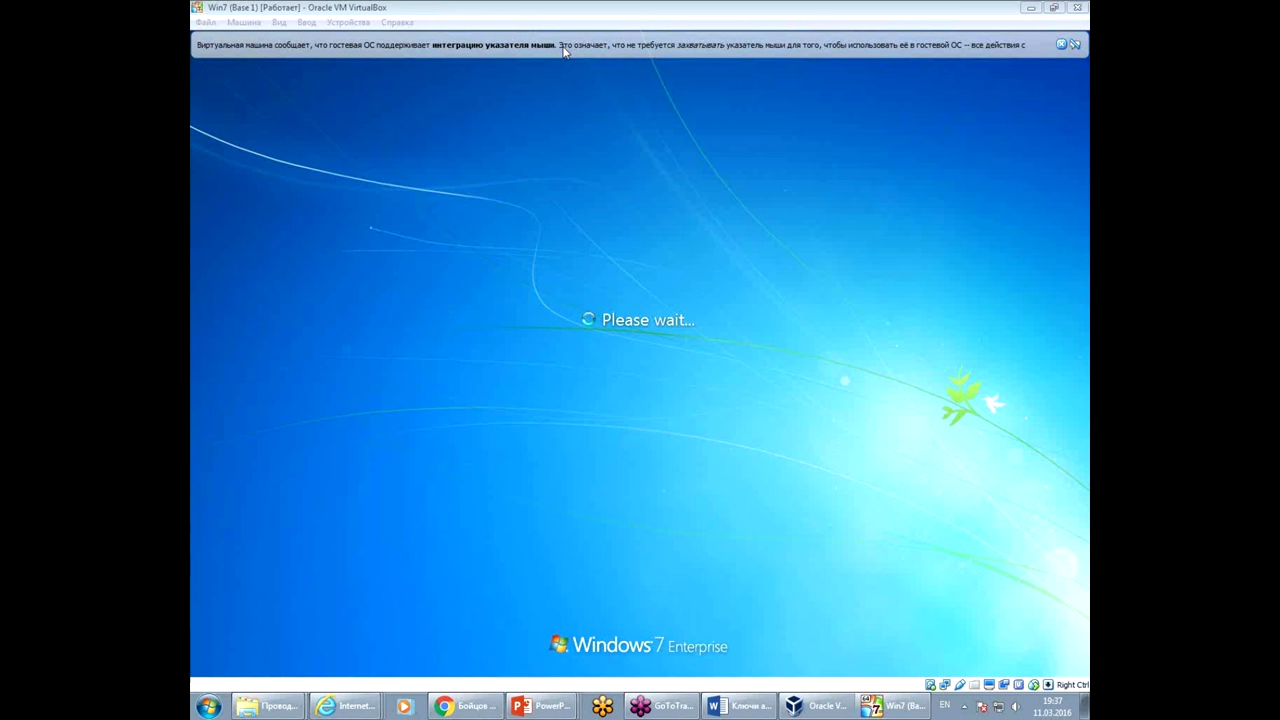 Win7 (Base 1) [Работает] - Oracle VM VirtualBox
Файл Машина Вид Ввод Устройства Справка
Виртуальная машина сообщает, что гостевая ОС поддерживает интеграцию указателя мыши. Это означает, что не требуется захватывать указатель мыши для того, чтобы использовать её в гостевой ОС -- все действия с
Please wait...
Windows 7 Enterprise
Right Ctrl
Провод... Internet... Бойцов ... PowerP... GoToTra... Ключи а... Oracle V... Win7 (Ba... EN 19:37
11.03.2016